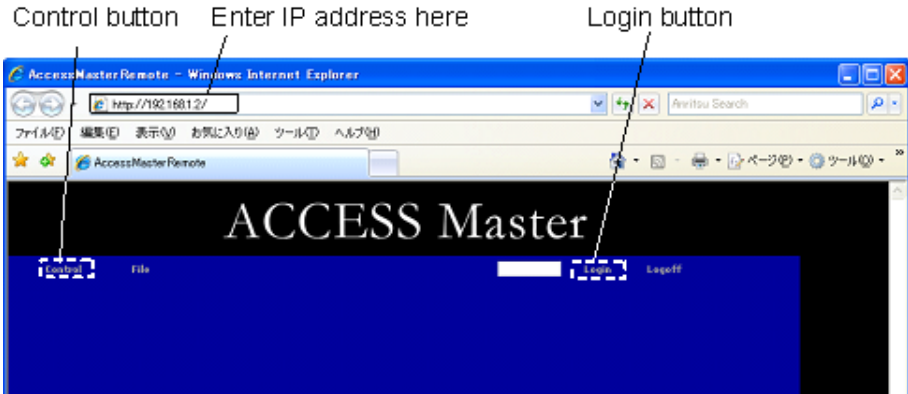 Control button Enter IP address here Login button
AccessMasterRemote - Windows Internet Explorer
http://192.168.1.2/ Anritsu Search
ファイル(F) 編集(E) 表示(V) お気に入り(A) ツール(T) ヘルプ(H)
AccessMasterRemote ページ(P) ツール(O) »
ACCESS Master
Control File Login Logoff